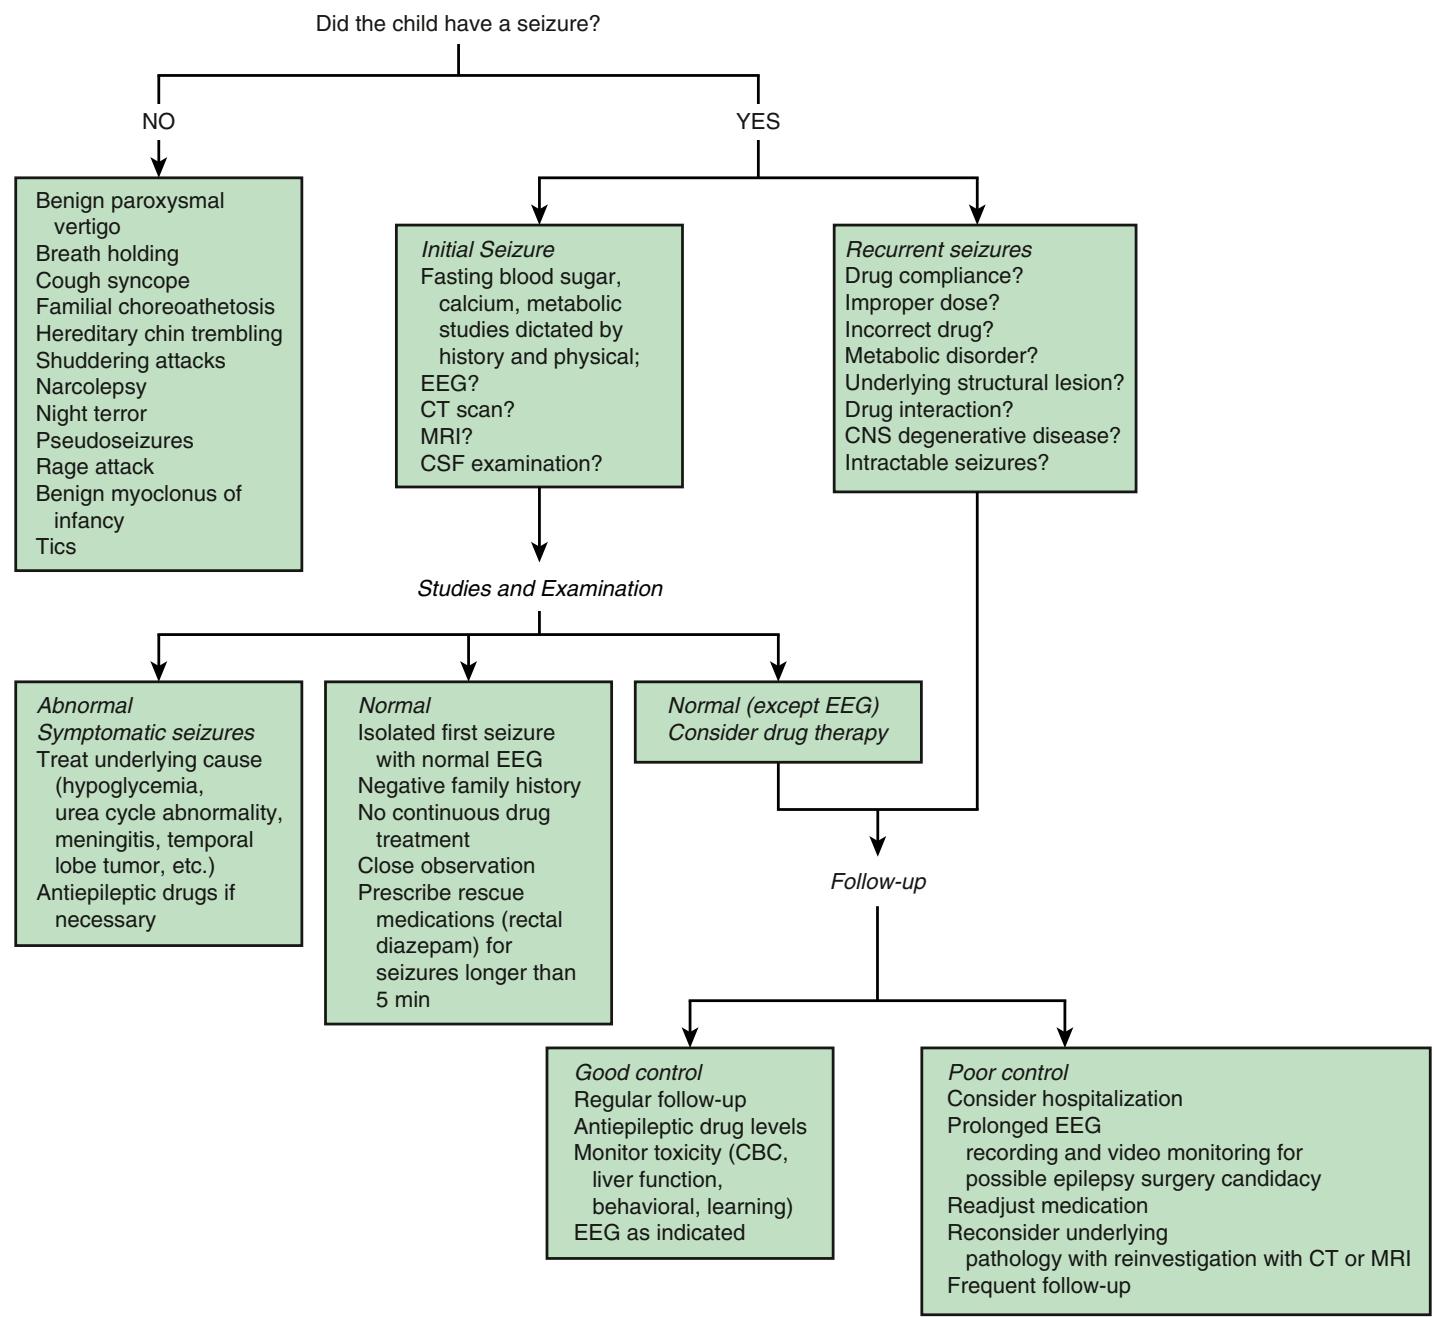 Did the child have a seizure?
NO
YES
Benign paroxysmal
vertigo
Breath holding
Cough syncope
Familial choreoathetosis
Hereditary chin trembling
Shuddering attacks
Narcolepsy
Night terror
Pseudoseizures
Rage attack
Benign myoclonus of
infancy
Tics
Initial Seizure
Fasting blood sugar,
calcium, metabolic
studies dictated by
history and physical;
EEG?
CT scan?
MRI?
CSF examination?
Recurrent seizures
Drug compliance?
Improper dose?
Incorrect drug?
Metabolic disorder?
Underlying structural lesion?
Drug interaction?
CNS degenerative disease?
Intractable seizures?
Studies and Examination
Abnormal
Symptomatic seizures
Treat underlying cause
(hypoglycemia,
urea cycle abnormality,
meningitis, temporal
lobe tumor, etc.)
Antiepileptic drugs if
necessary
Normal
Isolated first seizure
with normal EEG
Negative family history
No continuous drug
treatment
Close observation
Prescribe rescue
medications (rectal
diazepam) for
seizures longer than
5 min
Normal (except EEG)
Consider drug therapy
Follow-up
Good control
Regular follow-up
Antiepileptic drug levels
Monitor toxicity (CBC,
liver function,
behavioral, learning)
EEG as indicated
Poor control
Consider hospitalization
Prolonged EEG
recording and video monitoring for
possible epilepsy surgery candidacy
Readjust medication
Reconsider underlying
pathology with reinvestigation with CT or MRI
Frequent follow-up